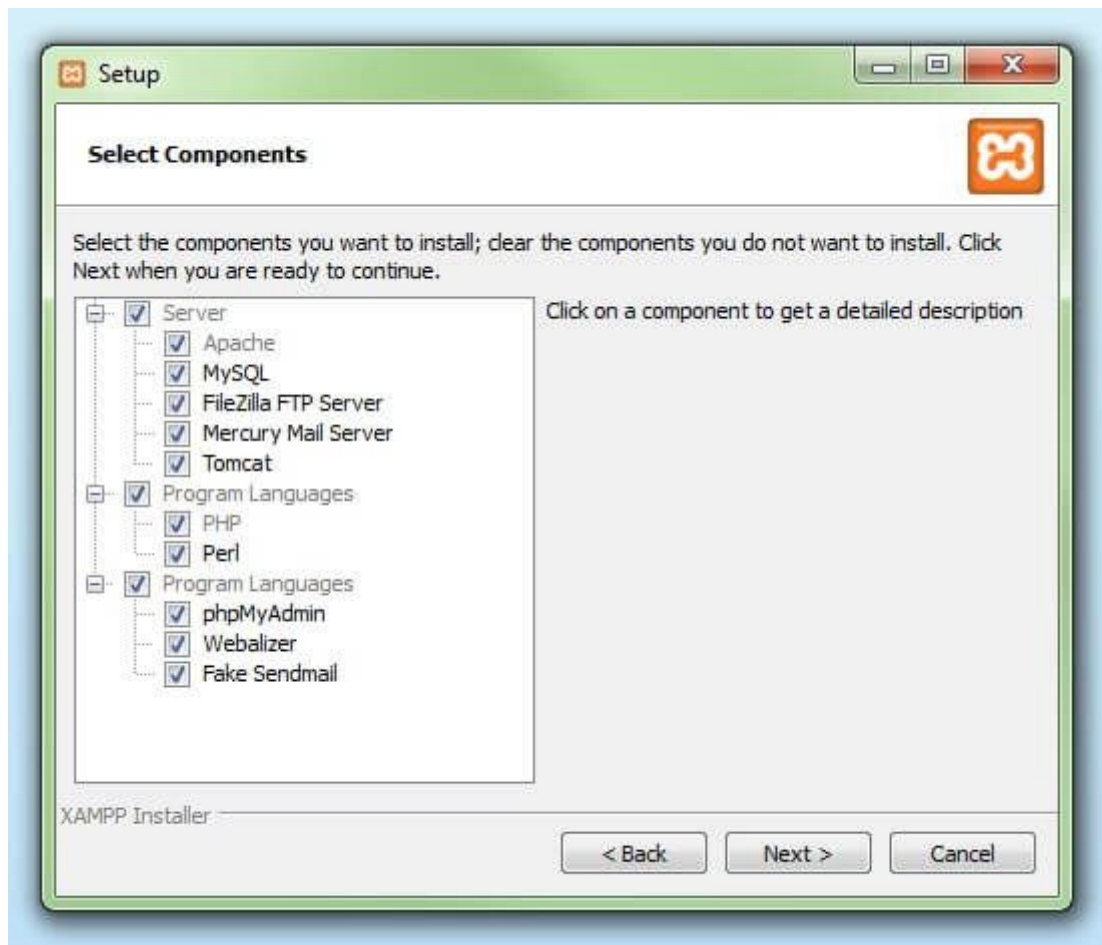 Setup
Select Components
Select the components you want to install; clear the components you do not want to install. Click
Next when you are ready to continue.
Server
Apache
MySQL
FileZilla FTP Server
Mercury Mail Server
Tomcat
Program Languages
PHP
Perl
Program Languages
phpMyAdmin
Webalizer
Fake Sendmail
Click on a component to get a detailed description
XAMPP Installer
< Back
Next >
Cancel